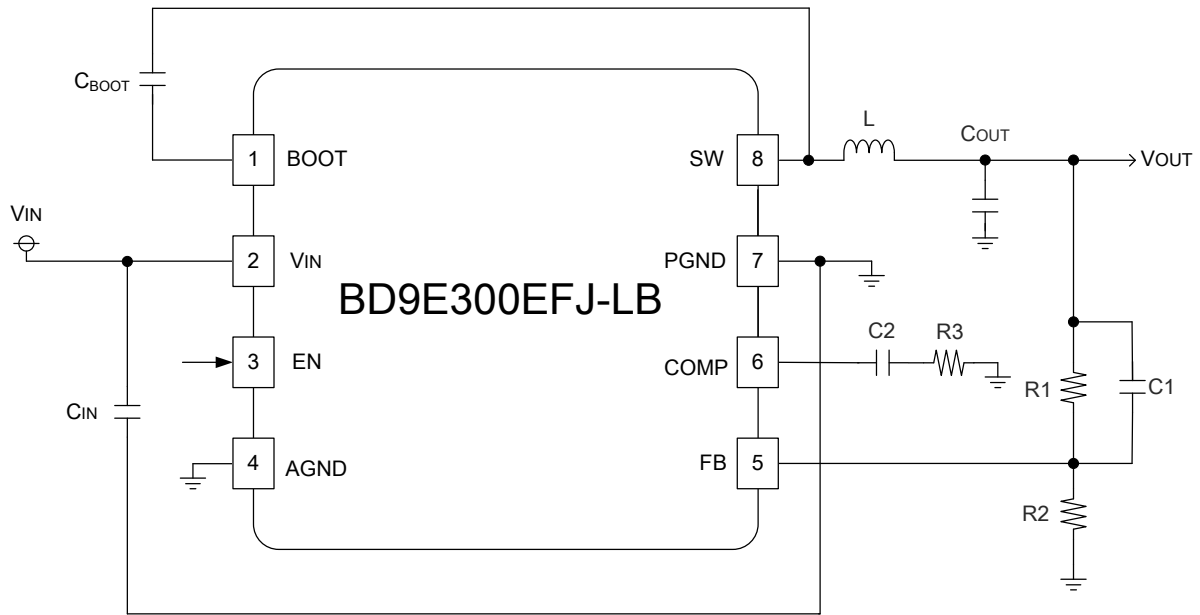 CBOOT
L
COUT
1
BOOT
SW
8
VOUT
VIN
2
VIN
PGND
7
BD9E300EFJ-LB
3
EN
COMP
6
C2
R3
CIN
R1
C1
4
AGND
FB
5
R2